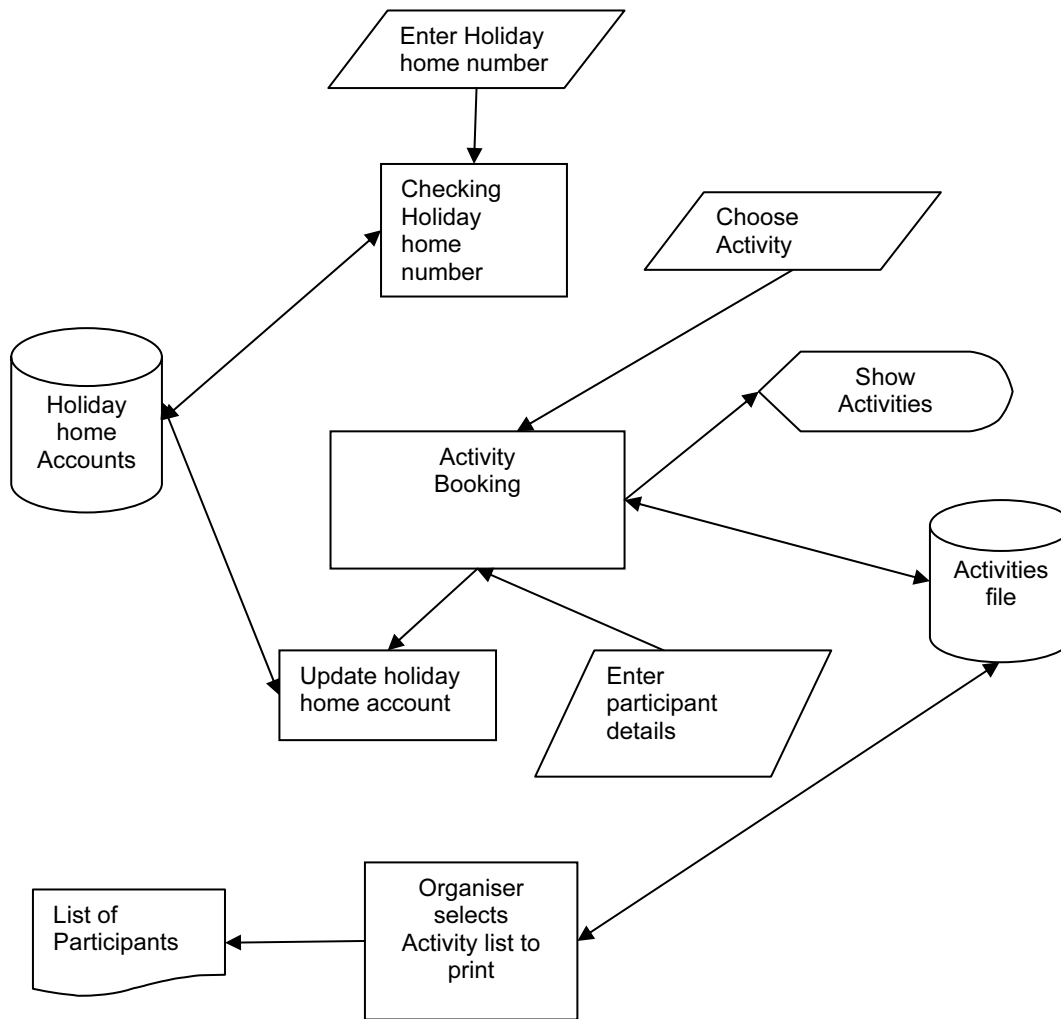 Enter Holiday
home number
Checking
Holiday
home
number
Choose
Activity
Show
Activities
Holiday
home
Accounts
Activity
Booking
Activities
file
Update holiday
home account
Enter
participant
details
Organiser
selects
Activity list to
print
List of
Participants